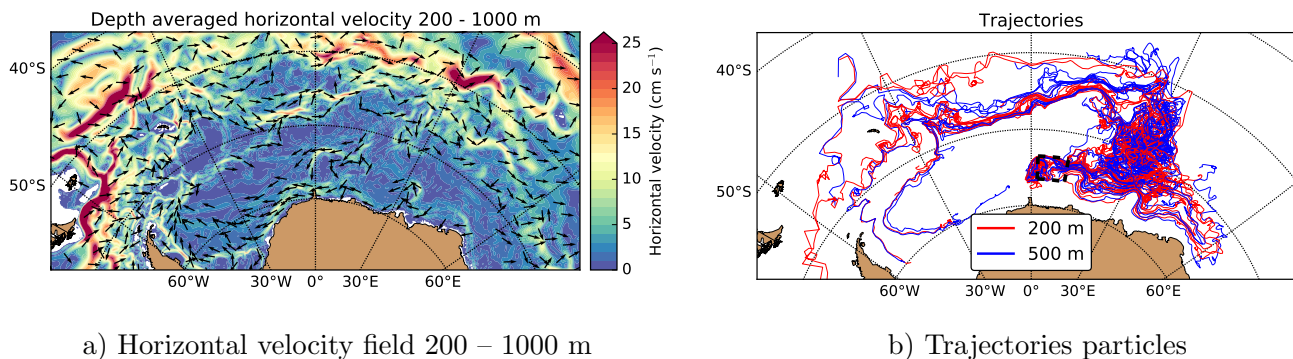 Depth averaged horizontal velocity 200 - 1000 m
40°S
50°S
60°W
30°W
0°
30°E
60°E
25
20
15
10
5
0
Horizontal velocity (cm s⁻¹)
a) Horizontal velocity field 200 – 1000 m
Trajectories
40°S
50°S
200 m
500 m
60°W
30°W
0°
30°E
60°E
b) Trajectories particles